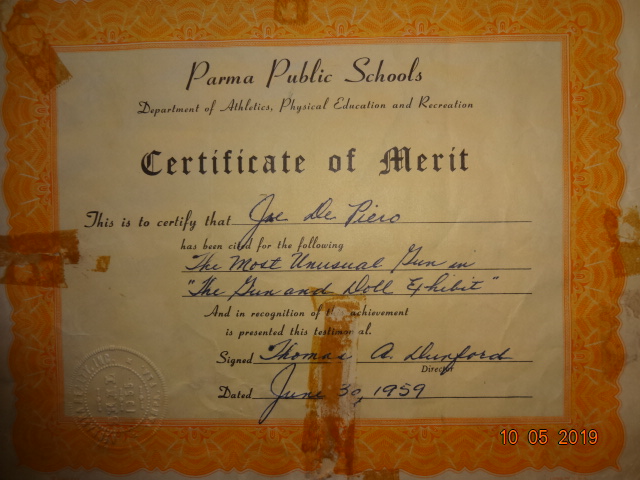 Parma Public Schools
Department of Athletics, Physical Education and Recreation
Certificate of Merit
This is to certify that Joe De Piero
has been cited for the following
The Most Unusual Gun in
"The Gun and Doll Exhibit"
And in recognition of achievement
is presented this testimonial.
Signed Thomas A. Dunford
Director
Dated June 30, 1959
10 05 2019